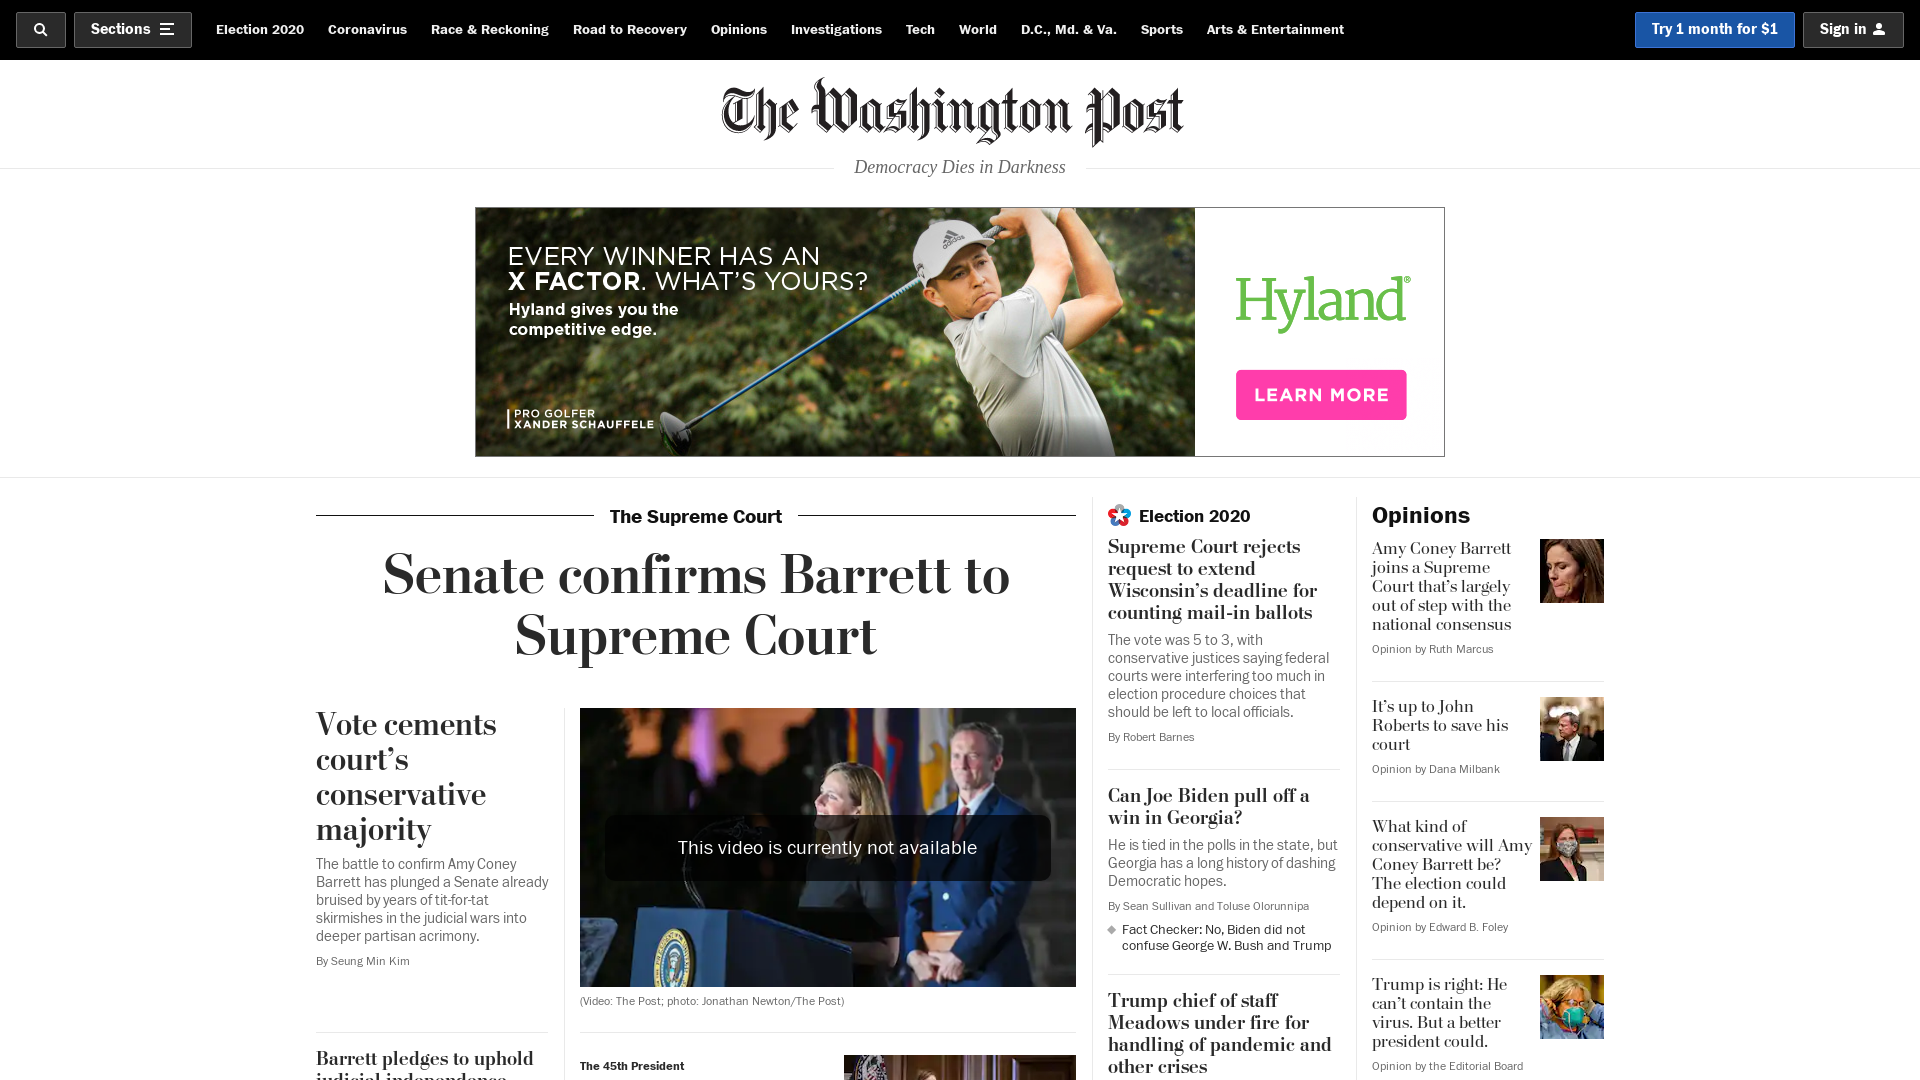 Sections
Election 2020
Coronavirus
Race & Reckoning
Road to Recovery
Opinions
Investigations
Tech
World
D.C., Md. & Va.
Sports
Arts & Entertainment
Try 1 month for $1
Sign in
The Washington Post
Democracy Dies in Darkness
EVERY WINNER HAS AN
X FACTOR. WHAT'S YOURS?
Hyland gives you the
competitive edge.
PRO GOLFER
XANDER SCHAUFFELE
adidas
Hyland®
LEARN MORE
The Supreme Court
Senate confirms Barrett to
Supreme Court
Vote cements
court's
conservative
majority
The battle to confirm Amy Coney
Barrett has plunged a Senate already
bruised by years of tit-for-tat
skirmishes in the judicial wars into
deeper partisan acrimony.
By Seung Min Kim
Barrett pledges to uphold
judicial independence
This video is currently not available
(Video: The Post; photo: Jonathan Newton/The Post)
The 45th President
Election 2020
Supreme Court rejects
request to extend
Wisconsin's deadline for
counting mail-in ballots
The vote was 5 to 3, with
conservative justices saying federal
courts were interfering too much in
election procedure choices that
should be left to local officials.
By Robert Barnes
Can Joe Biden pull off a
win in Georgia?
He is tied in the polls in the state, but
Georgia has a long history of dashing
Democratic hopes.
By Sean Sullivan and Toluse Olorunnipa
Fact Checker: No, Biden did not
confuse George W. Bush and Trump
Trump chief of staff
Meadows under fire for
handling of pandemic and
other crises
Opinions
Amy Coney Barrett
joins a Supreme
Court that's largely
out of step with the
national consensus
Opinion by Ruth Marcus
It's up to John
Roberts to save his
court
Opinion by Dana Milbank
What kind of
conservative will Amy
Coney Barrett be?
The election could
depend on it.
Opinion by Edward B. Foley
Trump is right: He
can't contain the
virus. But a better
president could.
Opinion by the Editorial Board